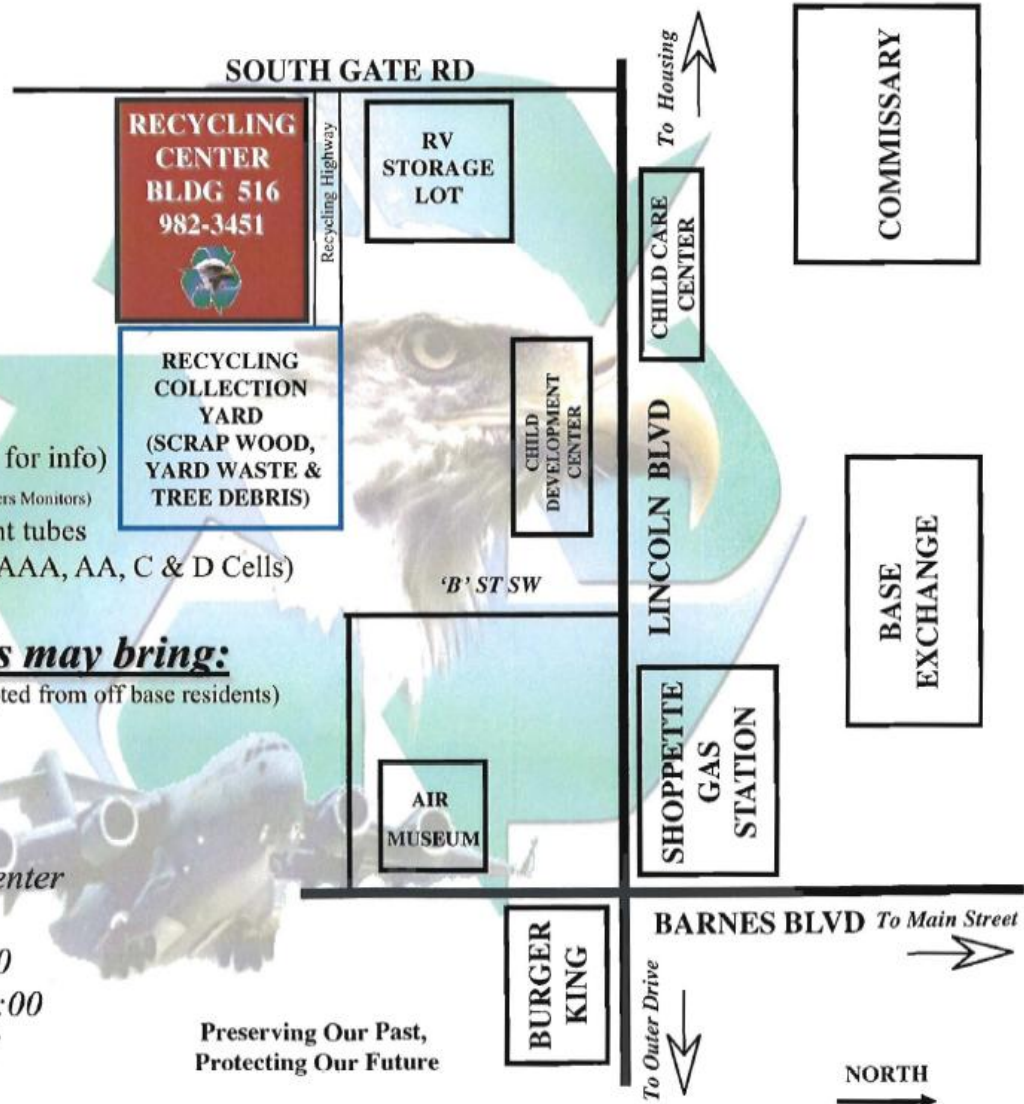 SOUTH GATE RD
To Housing
COMMISSARY
RECYCLING
CENTER
BLDG 516
982-3451
Recycling Highway
RV
STORAGE
LOT
CHILD CARE
CENTER
RECYCLING
COLLECTION
YARD
(SCRAP WOOD,
YARD WASTE &
TREE DEBRIS)
CHILD
DEVELOPMENT
CENTER
LINCOLN BLVD
for info)
ers Monitors)
nt tubes
AAA, AA, C & D Cells)
'B' ST SW
BASE
EXCHANGE
s may bring:
ted from off base residents)
SHOPPETTE
GAS
STATION
AIR
MUSEUM
enter
BARNES BLVD To Main Street
0
:00
BURGER
KING
To Outer Drive
Preserving Our Past,
Protecting Our Future
NORTH